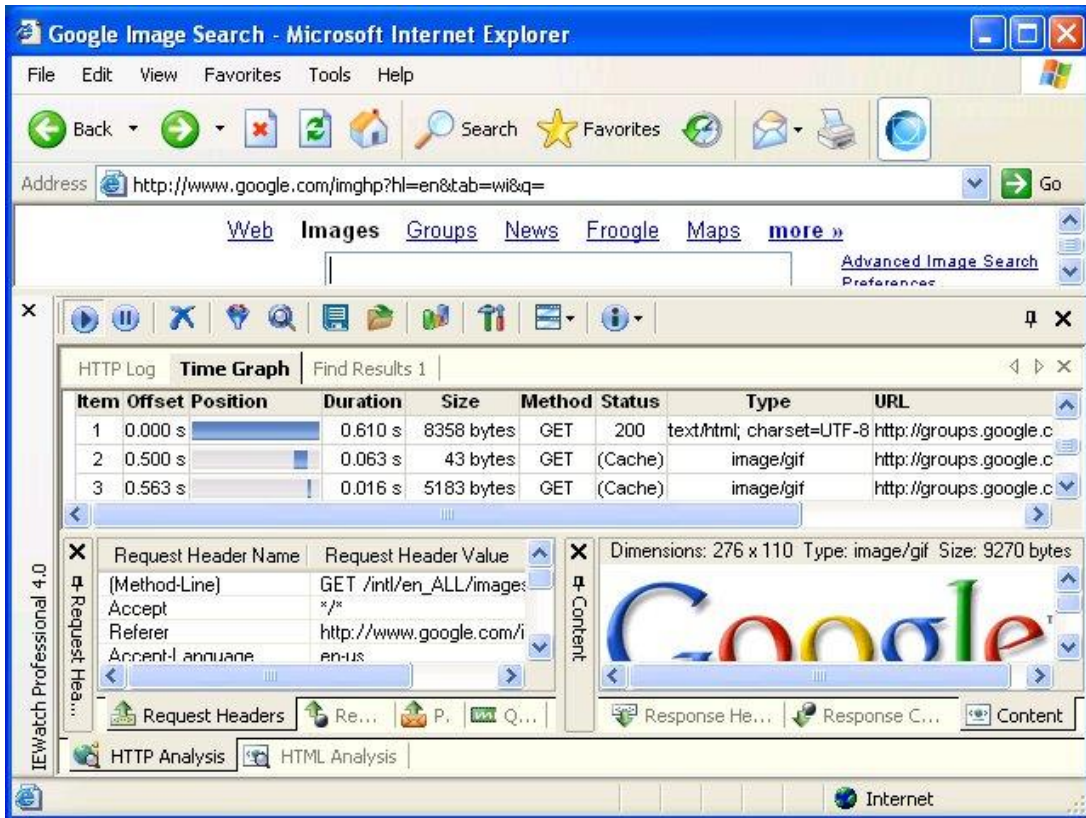 Google Image Search - Microsoft Internet Explorer
File Edit View Favorites Tools Help
Back Search Favorites
Address http://www.google.com/imghp?hl=en&tab=wi&q= Go
Web Images Groups News Froogle Maps more »
Advanced Image Search
Preferences
HTTP Log Time Graph Find Results 1
Item Offset Position Duration Size Method Status Type URL
1 0.000 s 0.610 s 8358 bytes GET 200 text/html; charset=UTF-8 http://groups.google.c
2 0.500 s 0.063 s 43 bytes GET (Cache) image/gif http://groups.google.c
3 0.563 s 0.016 s 5183 bytes GET (Cache) image/gif http://groups.google.c
IEWatch Professional 4.0
Request Hea...
Request Header Name Request Header Value
(Method-Line) GET /intl/en_ALL/images
Accept */*
Referer http://www.google.com/i
Accept-Language en-us
Request Headers Re... P. Q...
Content
Dimensions: 276 x 110 Type: image/gif Size: 9270 bytes
Google
Response He... Response C... Content
HTTP Analysis HTML Analysis
Internet